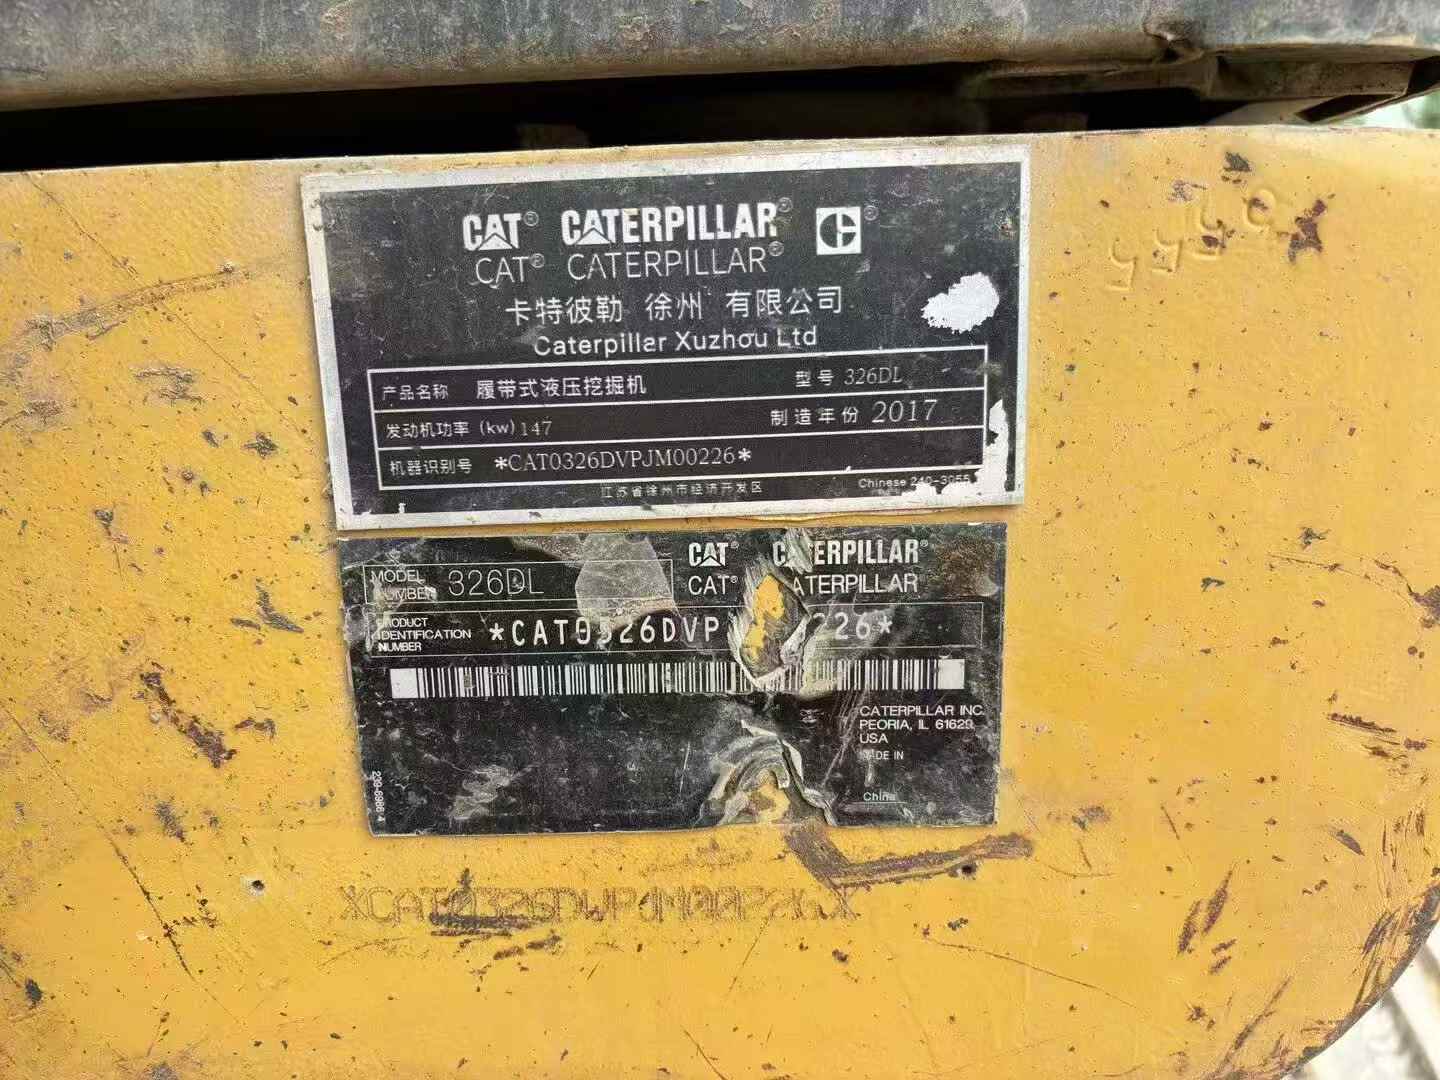 CAT® CATERPILLAR®
CAT® CATERPILLAR®
卡特彼勒 徐州 有限公司
Caterpillar Xuzhou Ltd
产品名称 履带式液压挖掘机 型号 326DL
发动机功率 (kw) 147 制造年份 2017
机器识别号 *CAT0326DVPJM00226*
江苏省徐州市经济开发区 Chinese 240-3055
CAT® CATERPILLAR®
MODEL NUMBER 326DL CAT® CATERPILLAR
PRODUCT
IDENTIFICATION
NUMBER
*CAT0326DVP 226*
CATERPILLAR INC.
PEORIA, IL 61629
USA
MADE IN
China